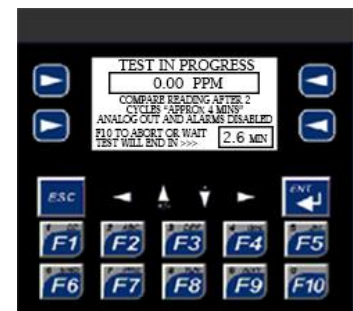 TEST IN PROGRESS
0.00 PPM
COMPARE READING AFTER 2
CYCLES "APPROX. 4 MINS"
ANALOG OUT AND ALARMS DISABLED
F10 TO ABORT OR WAIT
TEST WILL END IN >>>
2.6 MIN
ESC
ENT
F1
F2
F3
F4
F5
F6
F7
F8
F9
F10